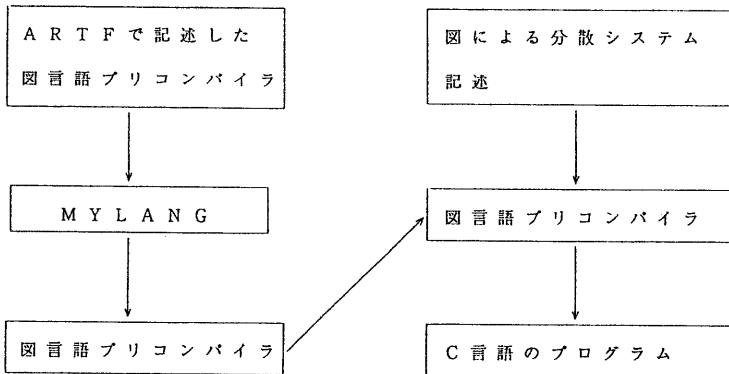 ARTFで記述した
図言語プリコンパイラ
MYLANG
図言語プリコンパイラ
図による分散システム
記述
図言語プリコンパイラ
C言語のプログラム